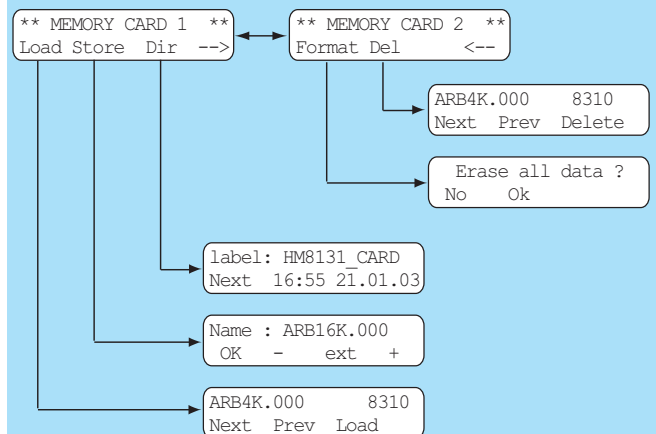 ** MEMORY CARD 1 **
Load Store Dir -->
** MEMORY CARD 2 **
Format Del <--
ARB4K.000 8310
Next Prev Delete
Erase all data ?
No Ok
label: HM8131_CARD
Next 16:55 21.01.03
Name : ARB16K.000
OK - ext +
ARB4K.000 8310
Next Prev Load